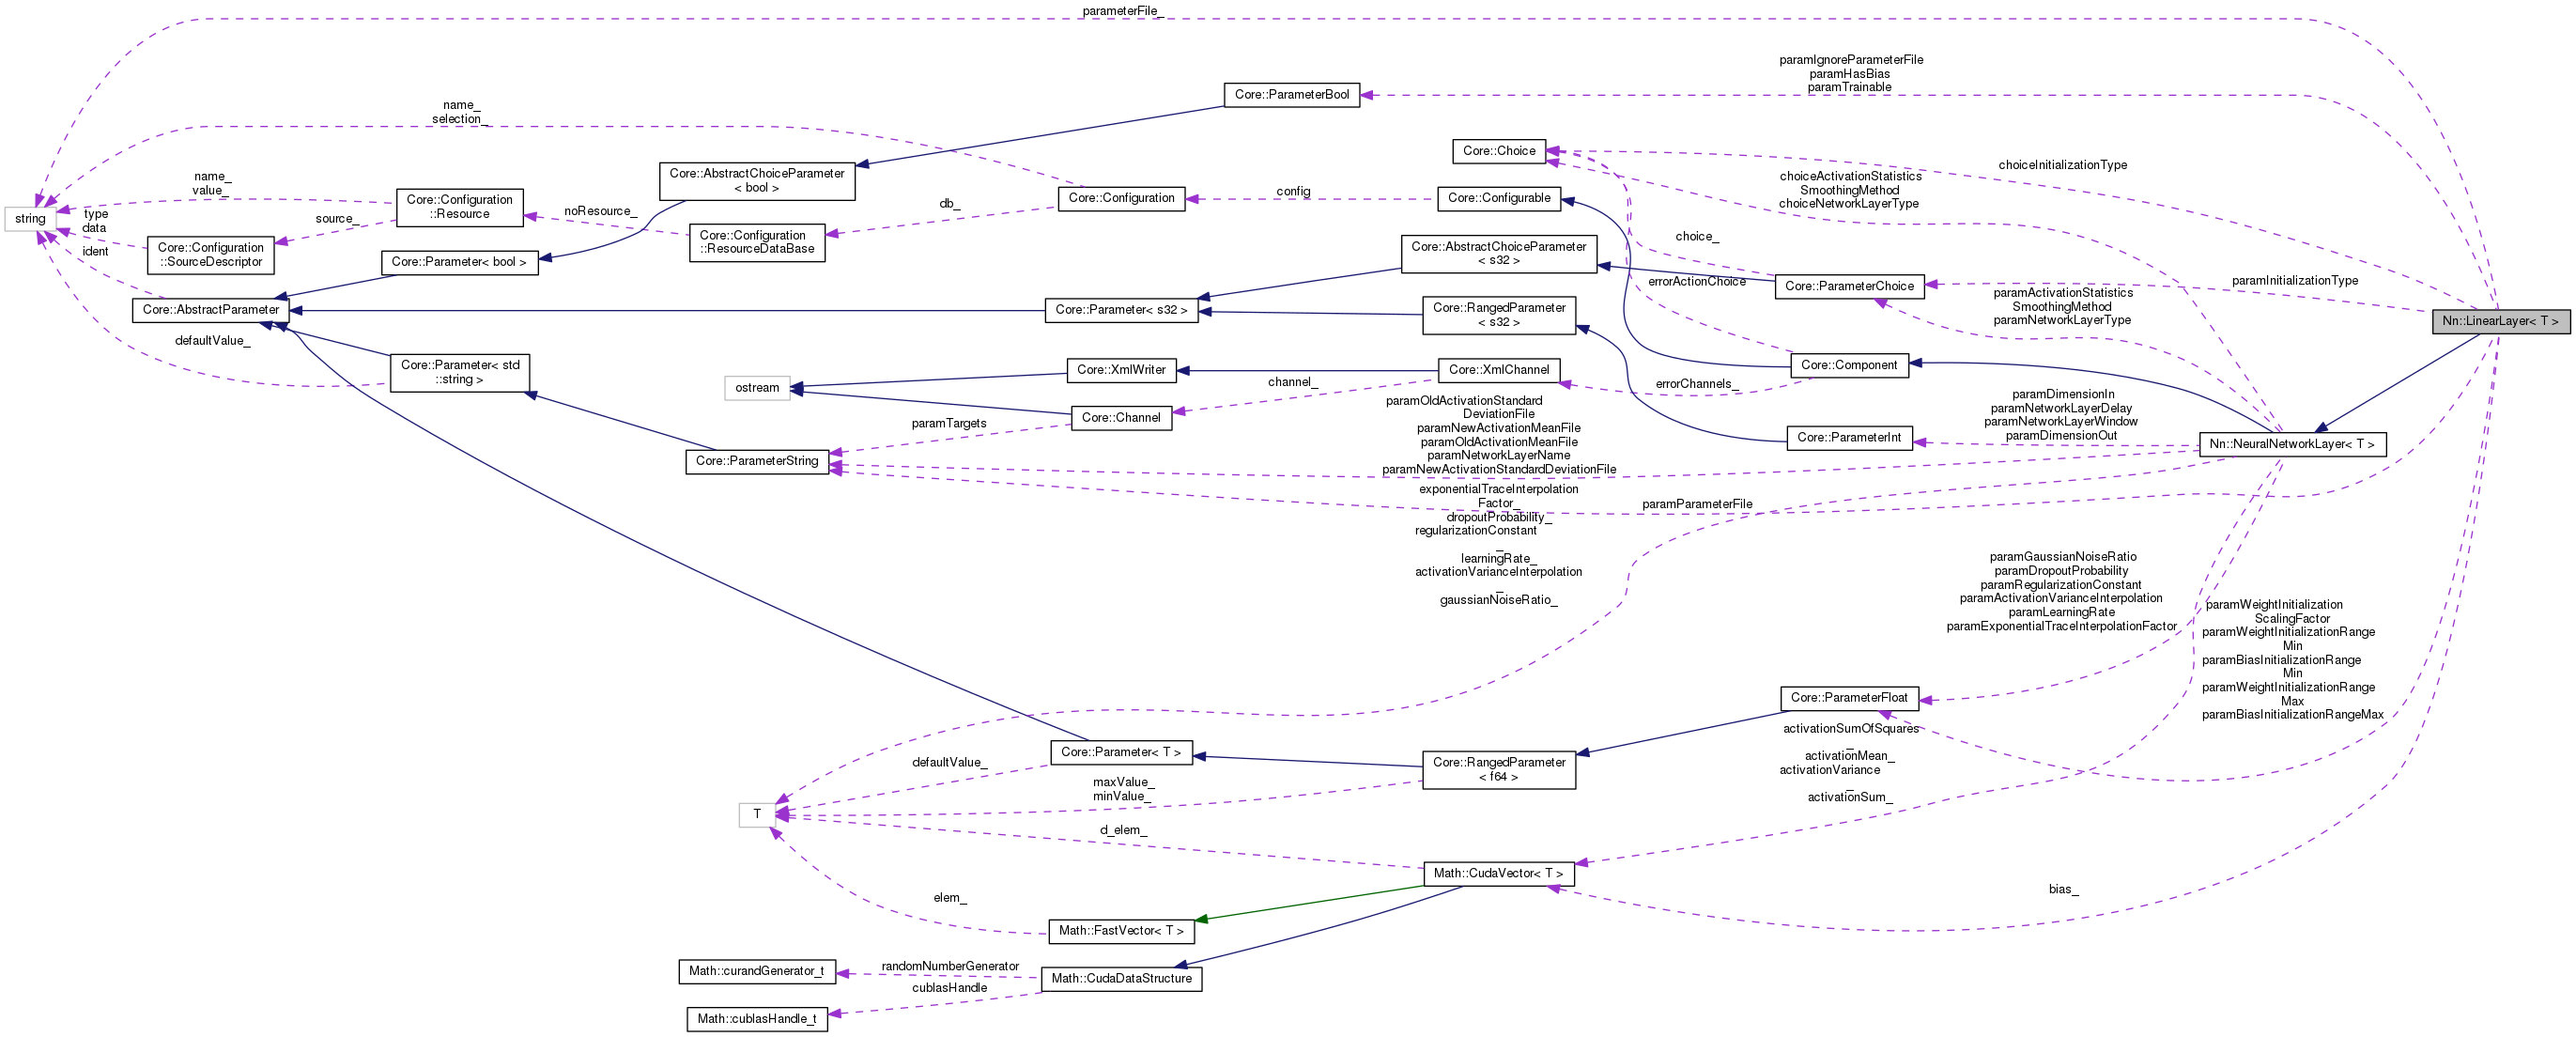 parameterFile_
paramIgnoreParameterFile
paramHasBias
paramTrainable
Core::ParameterBool
name_
selection_
Core::Choice
choiceInitializationType
Core::AbstractChoiceParameter
< bool >
choiceActivationStatistics
SmoothingMethod
choiceNetworkLayerType
name_
value_
Core::Configuration
::Resource
Core::Configuration
config
Core::Configurable
string
type
data
source_
noResource_
db_
Core::Configuration
::ResourceDataBase
Core::Configuration
::SourceDescriptor
ident
Core::Parameter< bool >
choice_
Core::AbstractChoiceParameter
< s32 >
errorActionChoice
Core::ParameterChoice
paramInitializationType
Core::AbstractParameter
Core::Parameter< s32 >
Core::RangedParameter
< s32 >
paramActivationStatistics
SmoothingMethod
paramNetworkLayerType
Nn::LinearLayer< T >
defaultValue_
Core::Parameter< std
::string >
ostream
Core::XmlWriter
channel_
Core::XmlChannel
errorChannels_
Core::Component
Core::Channel
paramTargets
Core::ParameterString
paramOldActivationStandard
DeviationFile
paramNewActivationMeanFile
paramOldActivationMeanFile
paramNetworkLayerName
paramNewActivationStandardDeviationFile
Core::ParameterInt
paramDimensionIn
paramNetworkLayerDelay
paramNetworkLayerWindow
paramDimensionOut
Nn::NeuralNetworkLayer< T >
exponentialTraceInterpolation
Factor_
dropoutProbability_
regularizationConstant
_
learningRate_
activationVarianceInterpolation
_
gaussianNoiseRatio_
paramParameterFile
paramGaussianNoiseRatio
paramDropoutProbability
paramRegularizationConstant
paramActivationVarianceInterpolation
paramLearningRate
paramExponentialTraceInterpolationFactor
paramWeightInitialization
ScalingFactor
paramWeightInitializationRange
Min
paramBiasInitializationRange
Min
paramWeightInitializationRange
Max
paramBiasInitializationRangeMax
Core::ParameterFloat
Core::Parameter< T >
defaultValue_
maxValue_
minValue_
Core::RangedParameter
< f64 >
activationSumOfSquares
_
activationMean_
activationVariance
_
activationSum_
T
d_elem_
Math::CudaVector< T >
elem_
bias_
Math::FastVector< T >
Math::curandGenerator_t
randomNumberGenerator
cublasHandle
Math::CudaDataStructure
Math::cublasHandle_t